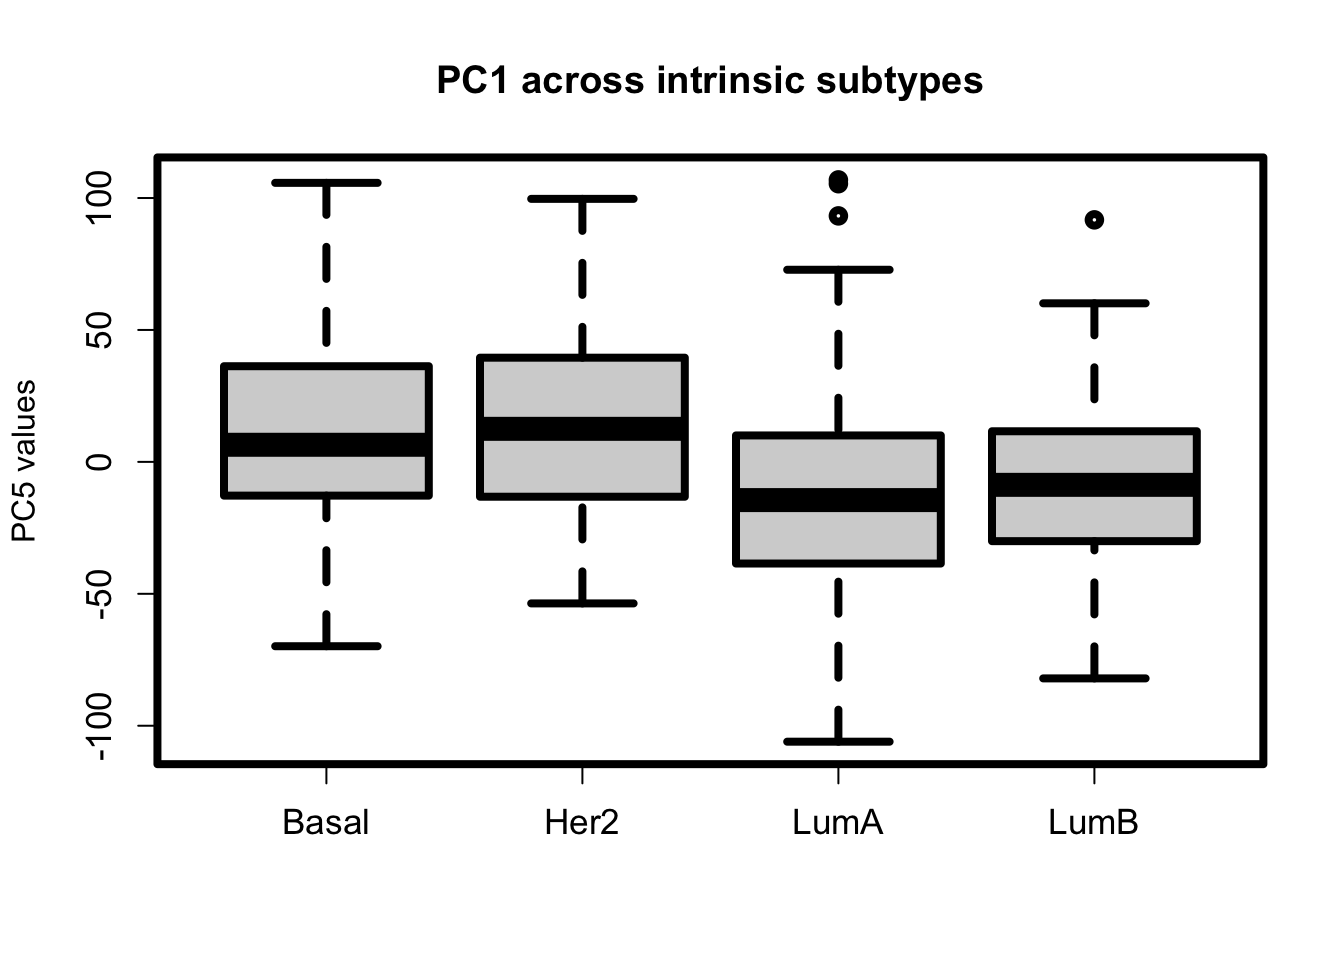 PC1 across intrinsic subtypes
PC5 values
100
50
0
-50
-100
Basal Her2 LumA LumB